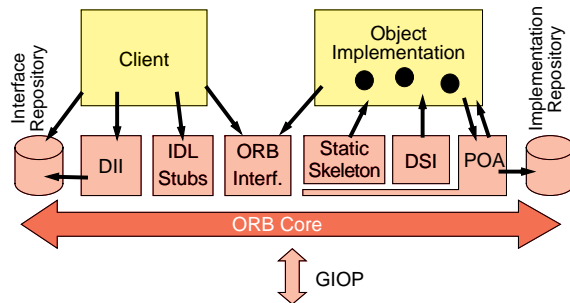 Interface
Repository
Client
Object
Implementation
Implementation
Repository
DII
IDL
Stubs
ORB
Interf.
Static
Skeleton
DSI
POA
ORB Core
GIOP